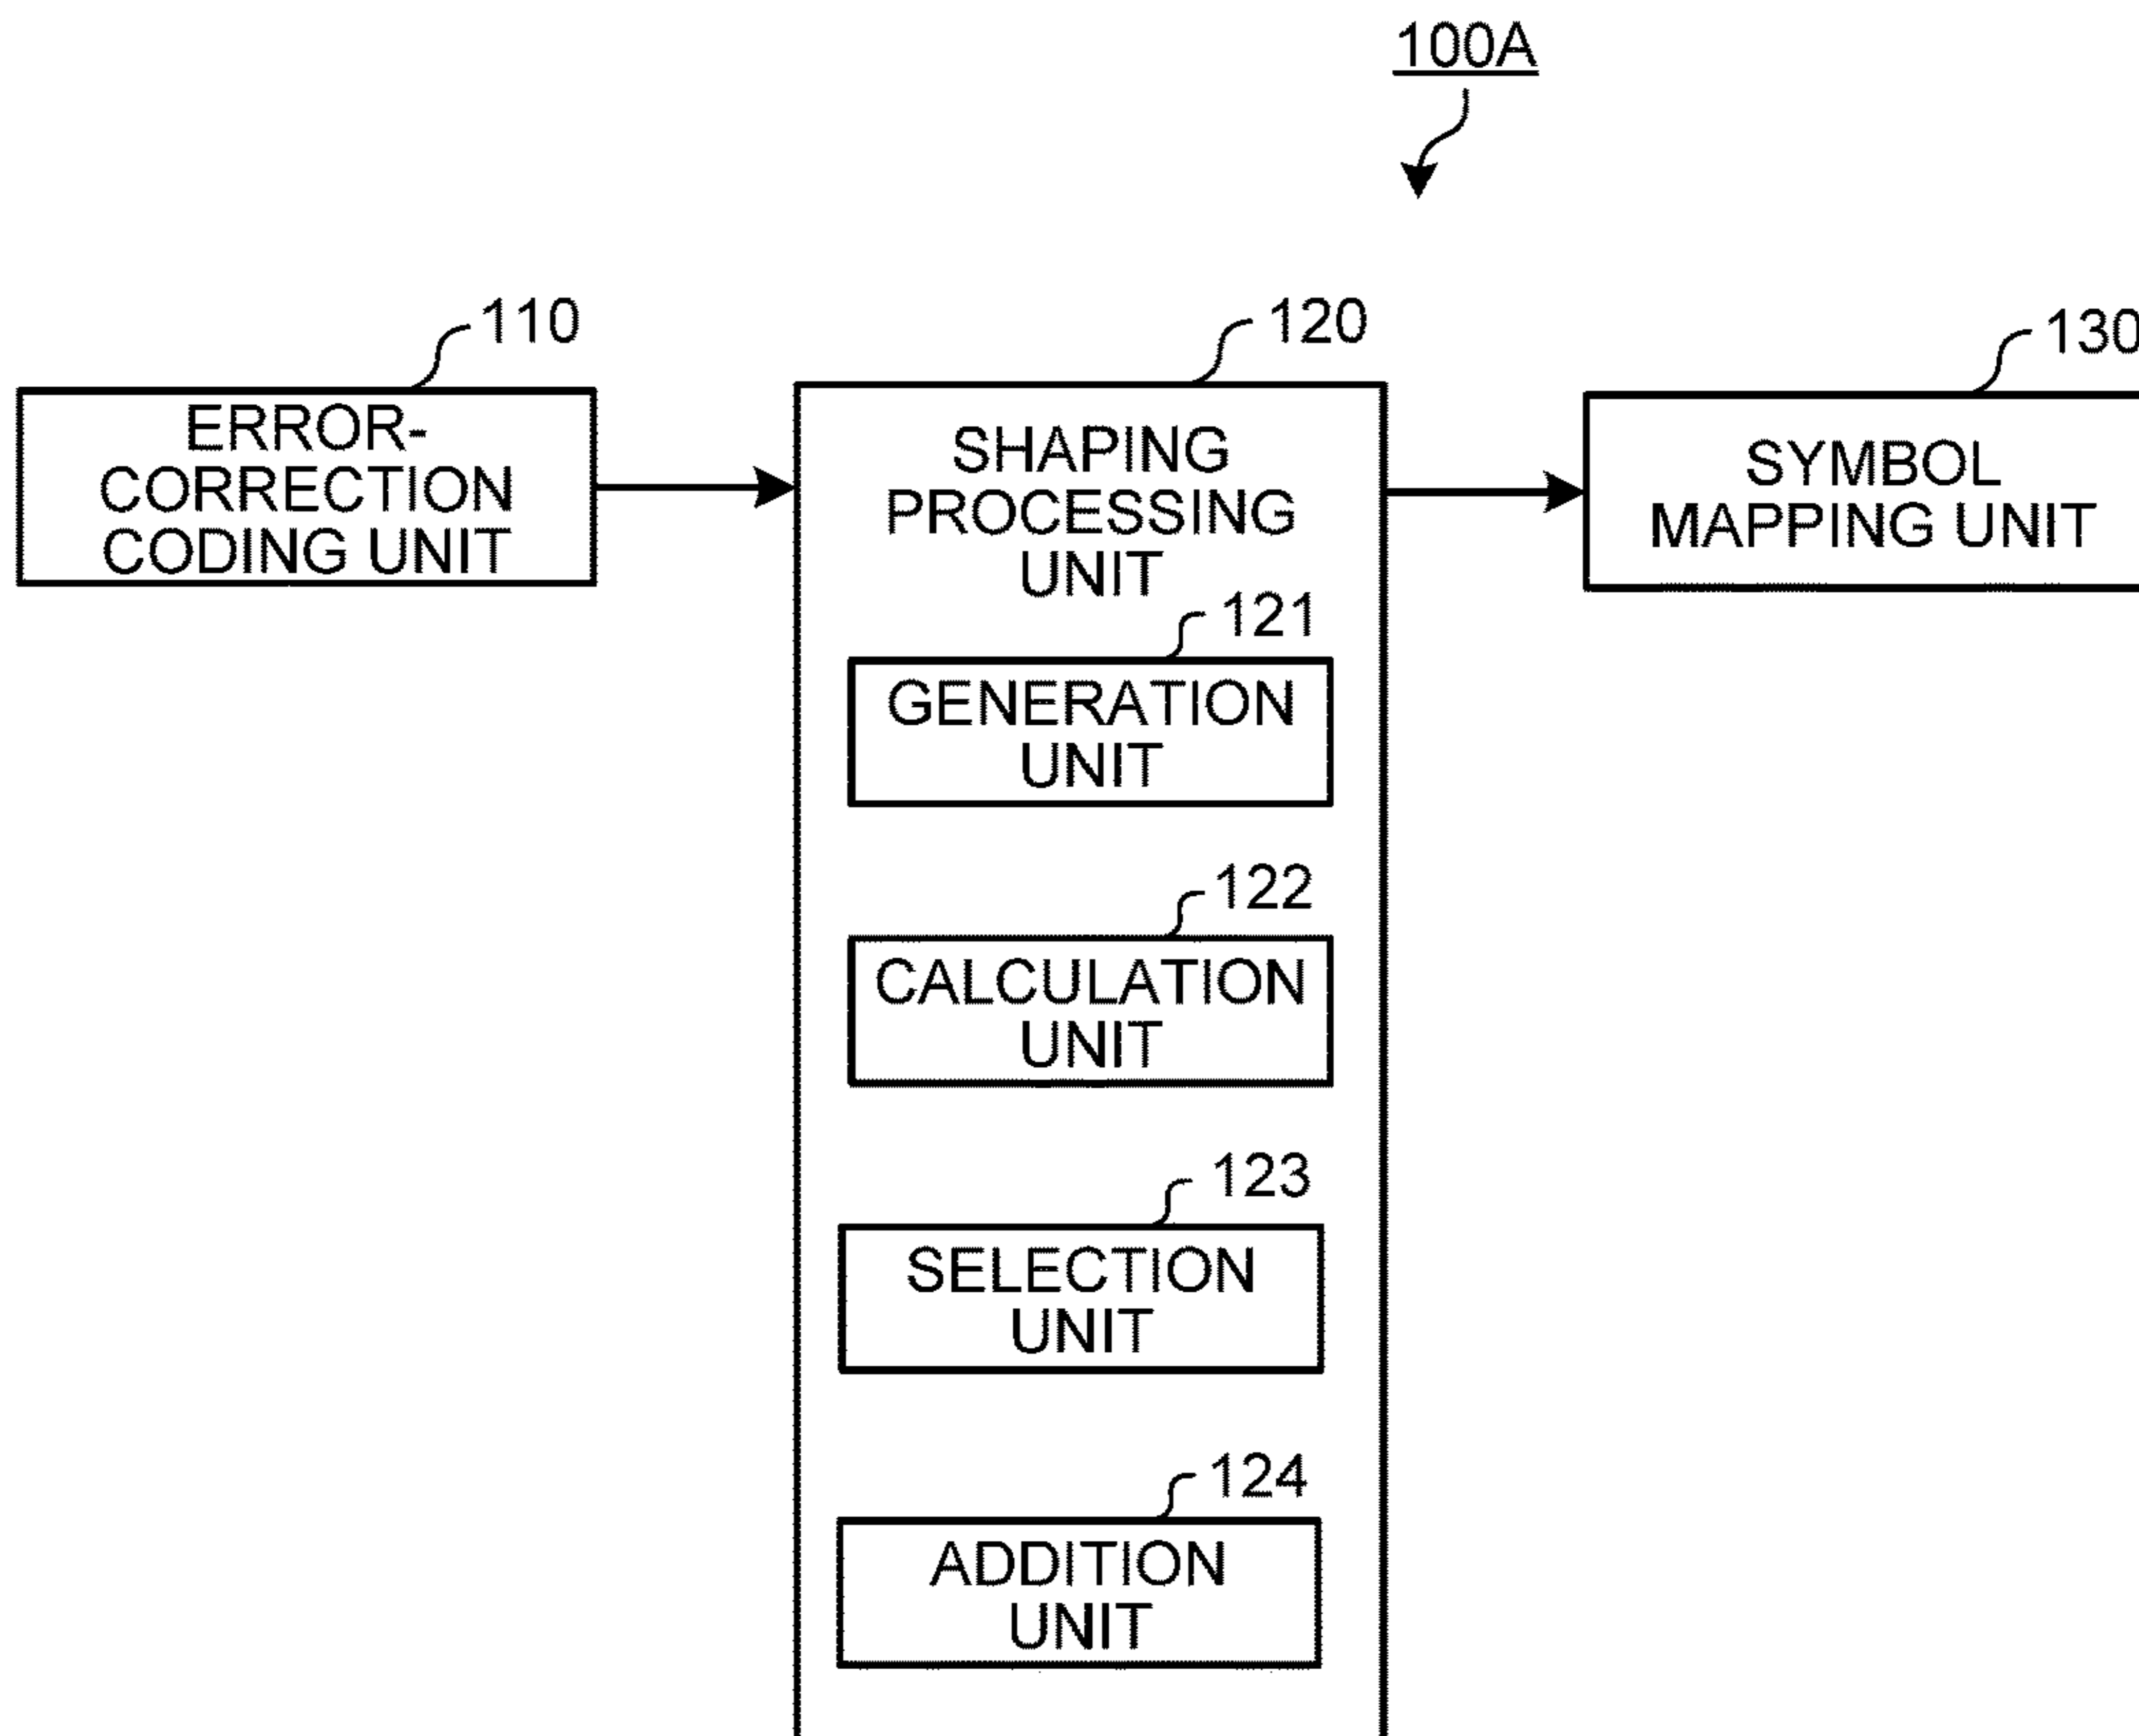 100A
110
120
130
ERROR-
CORRECTION
CODING UNIT
SHAPING
PROCESSING
UNIT
SYMBOL
MAPPING UNIT
121
GENERATION
UNIT
122
CALCULATION
UNIT
123
SELECTION
UNIT
124
ADDITION
UNIT